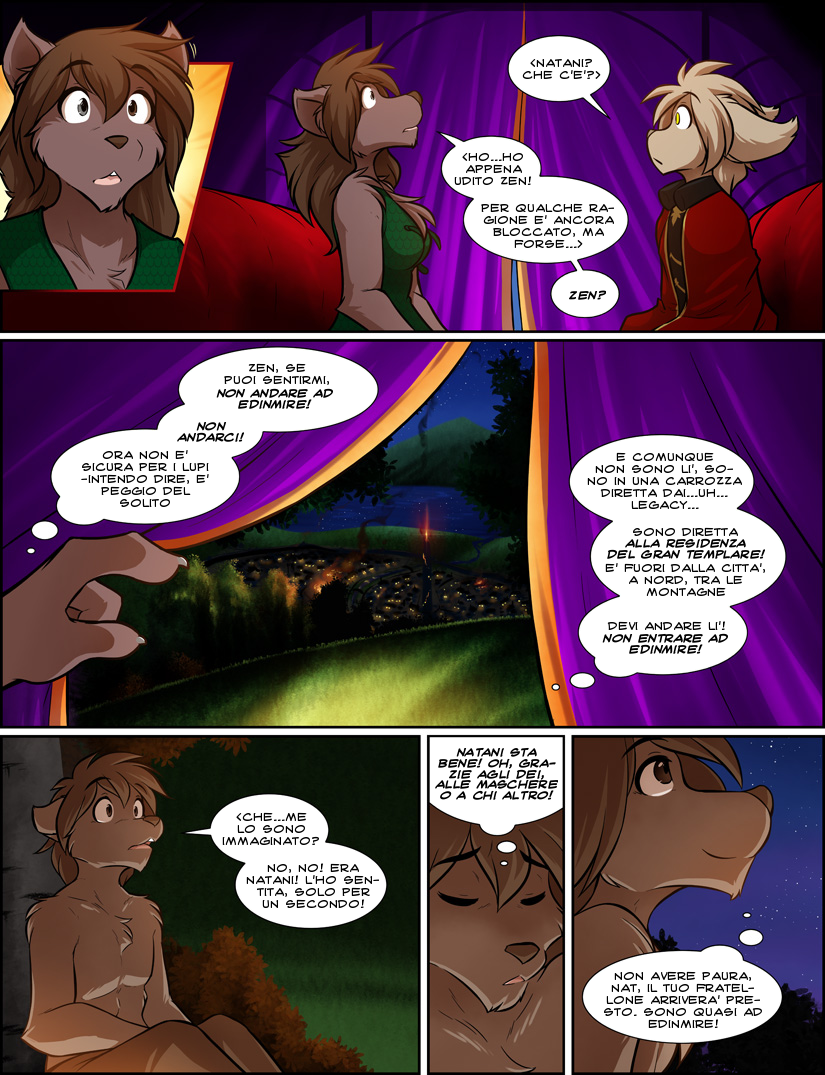 <NATANI?
CHE C'E'?>
<HO...HO
APPENA
UDITO ZEN!
PER QUALCHE RA-
GIONE E' ANCORA
BLOCCATO, MA
FORSE...>
ZEN?
ZEN, SE
PUOI SENTIRMI,
NON ANDARE AD
EDINMIRE!
NON
ANDARCI!
ORA NON E'
SICURA PER I LUPI
-INTENDO DIRE, E'
PEGGIO DEL
SOLITO
E COMUNQUE
NON SONO LI', SO-
NO IN UNA CARROZZA
DIRETTA DAI...UH...
LEGACY...
SONO DIRETTA
ALLA RESIDENZA
DEL GRAN TEMPLARE!
E' FUORI DALLA CITTA',
A NORD, TRA LE
MONTAGNE
DEVI ANDARE LI'!
NON ENTRARE AD
EDINMIRE!
<CHE...ME
LO SONO
IMMAGINATO?
NO, NO! ERA
NATANI! L'HO SEN-
TITA, SOLO PER
UN SECONDO!
NATANI STA
BENE! OH, GRA-
ZIE AGLI DEI,
ALLE MASCHERE
O A CHI ALTRO!
NON AVERE PAURA,
NAT, IL TUO FRATEL-
LONE ARRIVERA' PRE-
STO. SONO QUASI AD
EDINMIRE!